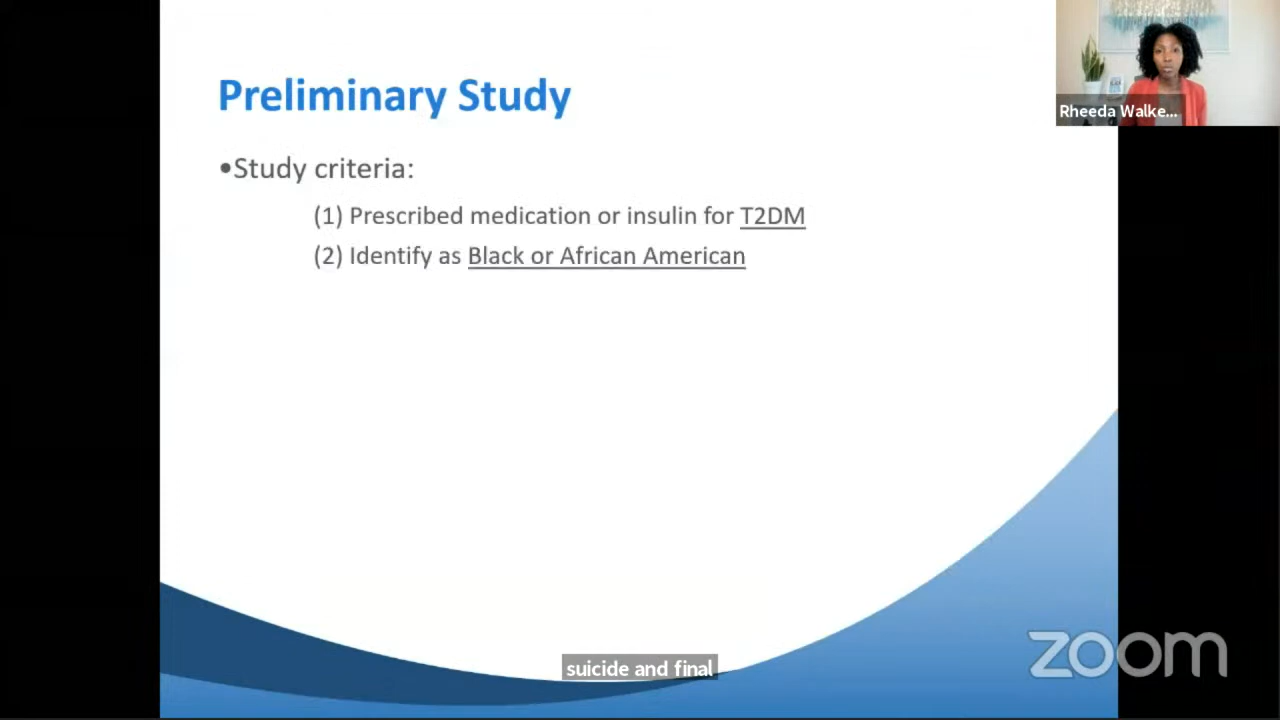 Preliminary Study
•Study criteria:
(1) Prescribed medication or insulin for T2DM
(2) Identify as Black or African American
Rheeda Walke...
suicide and final
zoom